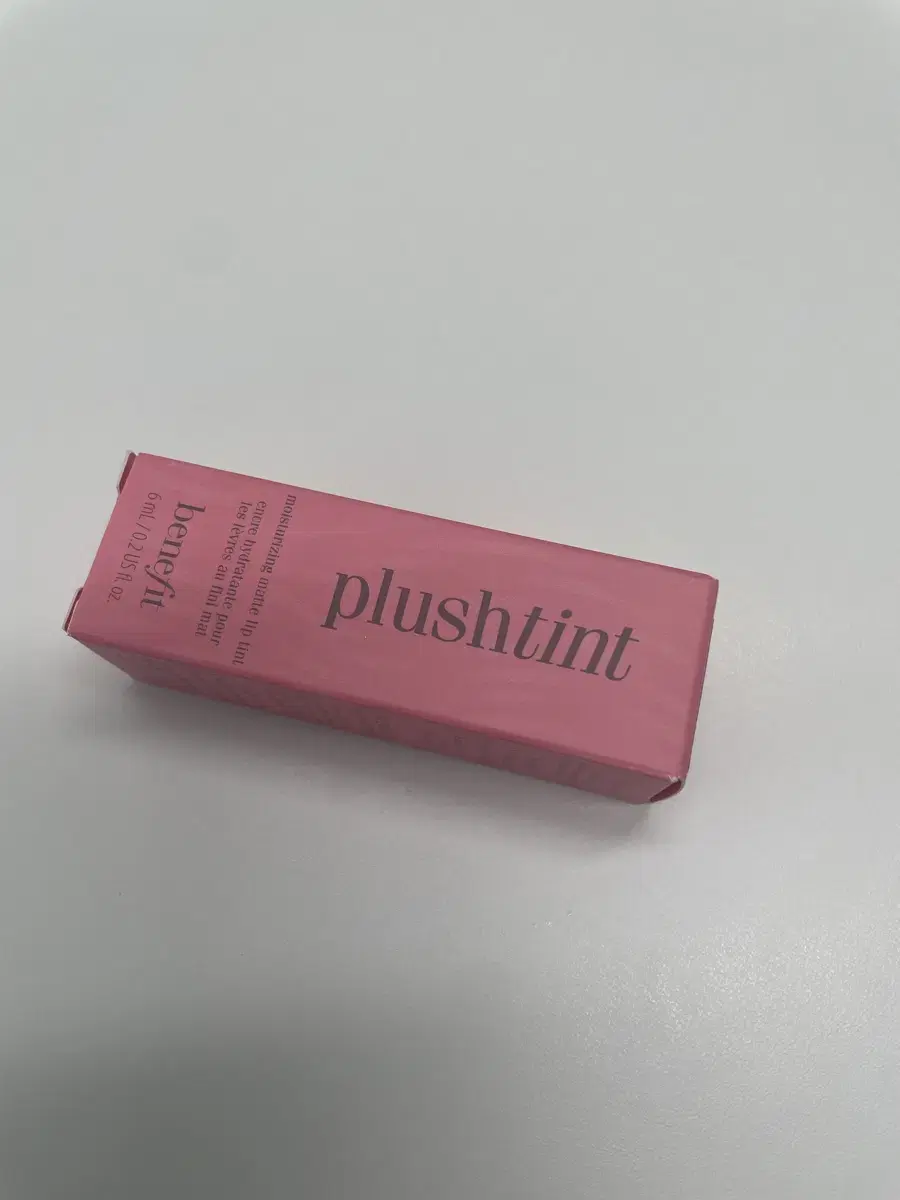 plushtint
moisturizing matte lip tint
encre hydratante pour
les lèvres au fini mat
benefit
6 mL / 0.2 US fl. oz.